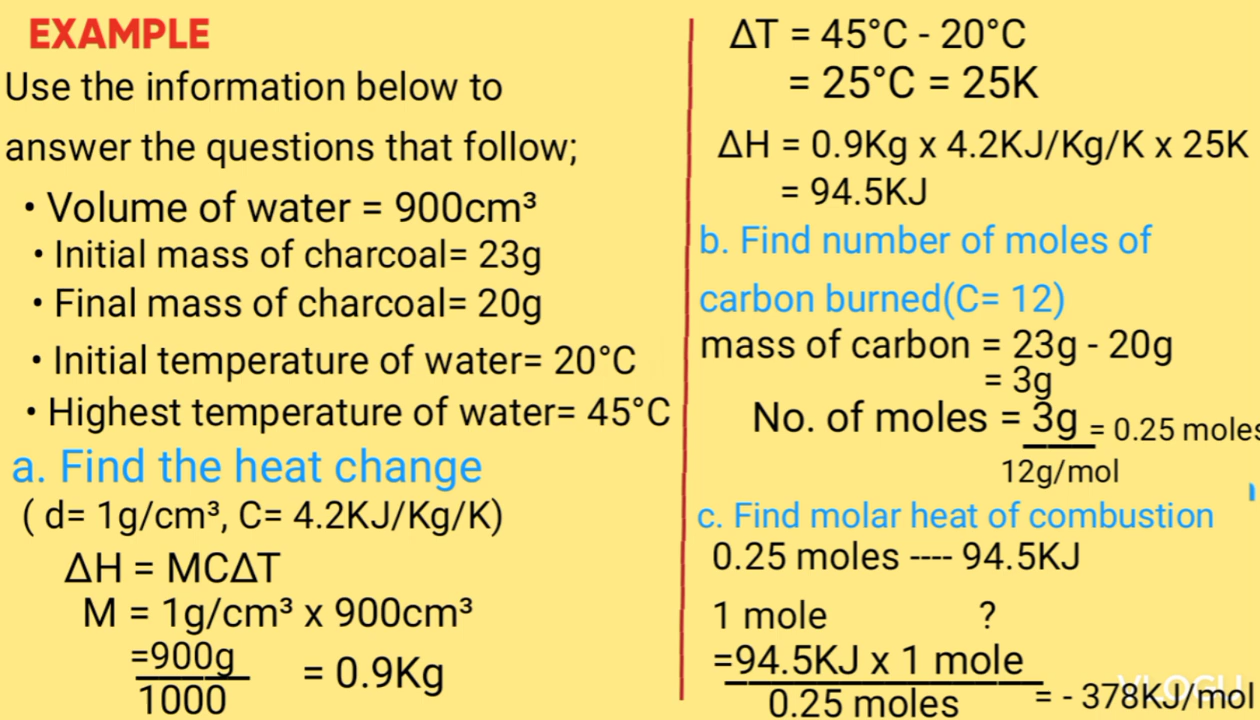 EXAMPLE
Use the information below to
answer the questions that follow;
• Volume of water = 900cm³
• Initial mass of charcoal= 23g
• Final mass of charcoal= 20g
• Initial temperature of water= 20°C
• Highest temperature of water= 45°C
a. Find the heat change
( d= 1g/cm³, C= 4.2KJ/Kg/K)
ΔH = MCΔT
M = 1g/cm³ x 900cm³
=900g = 0.9Kg
1000
ΔT = 45°C - 20°C
= 25°C = 25K
ΔH = 0.9Kg x 4.2KJ/Kg/K x 25K
= 94.5KJ
b. Find number of moles of
carbon burned(C= 12)
mass of carbon = 23g - 20g
= 3g
No. of moles = 3g = 0.25 moles
12g/mol
c. Find molar heat of combustion
0.25 moles ---- 94.5KJ
1 mole ?
=94.5KJ x 1 mole
0.25 moles = - 378KJ/mol